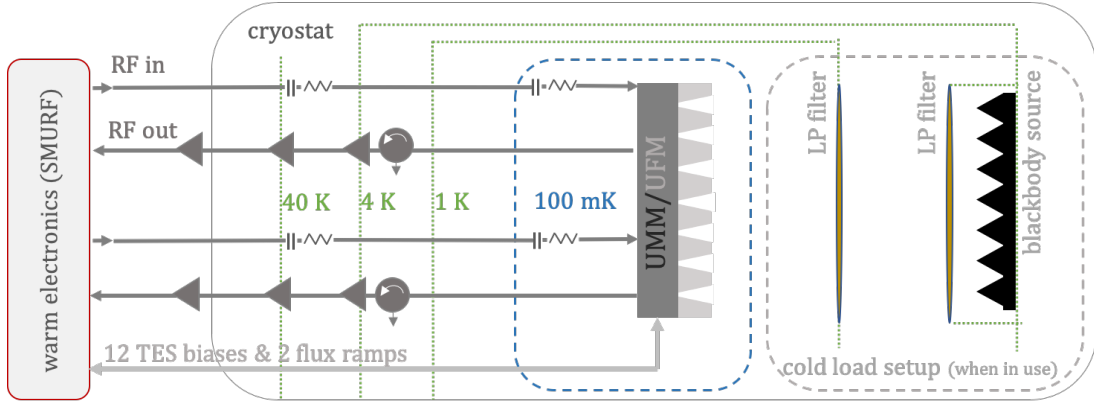 cryostat
RF in
RF out
warm electronics (SMURF)
40 K
4 K
1 K
100 mK
UMM/UFM
LP filter
LP filter
blackbody source
12 TES biases & 2 flux ramps
cold load setup (when in use)